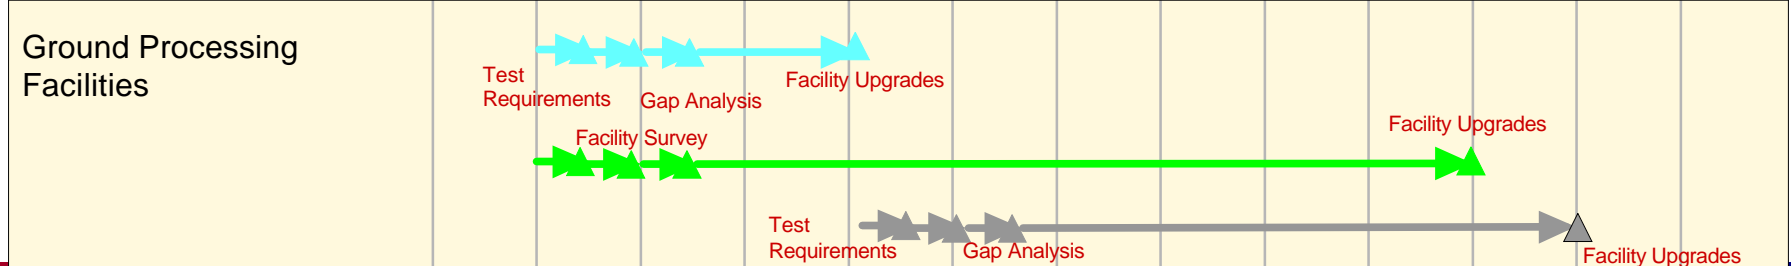 Ground Processing
Facilities
Test
Requirements
Gap Analysis
Facility Upgrades
Facility Survey
Facility Upgrades
Test
Requirements
Gap Analysis
Facility Upgrades